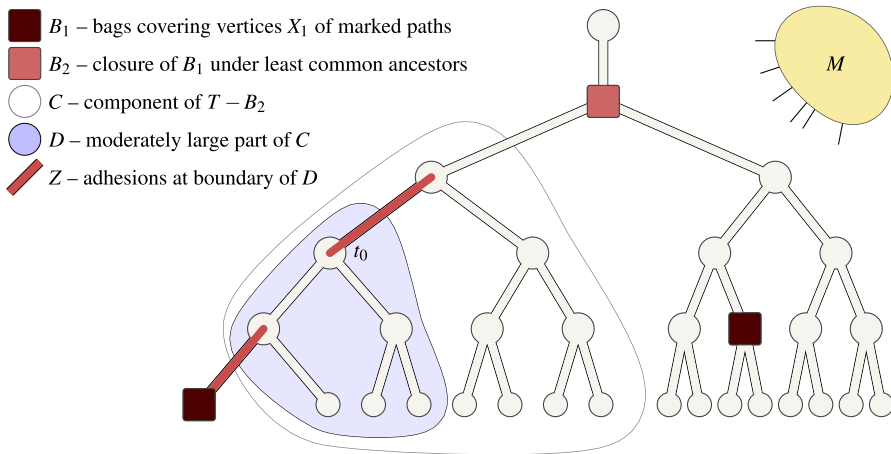 B₁ – bags covering vertices X₁ of marked paths
B₂ – closure of B₁ under least common ancestors
C – component of T − B₂
D – moderately large part of C
Z – adhesions at boundary of D
M
t₀